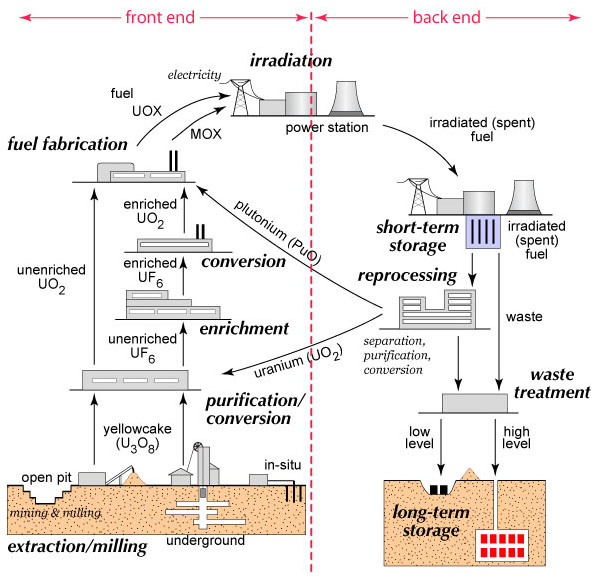 front end
back end
irradiation
electricity
fuel
UOX
MOX
power station
irradiated (spent)
fuel
fuel fabrication
enriched
UO₂
plutonium (PuO)
short-term
storage
irradiated
(spent)
fuel
conversion
unenriched
UO₂
enriched
UF₆
reprocessing
enrichment
waste
unenriched
UF₆
uranium (UO₂)
separation,
purification,
conversion
waste
treatment
purification/
conversion
yellowcake
(U₃O₈)
low
level
high
level
open pit
in-situ
mining & milling
long-term
storage
underground
extraction/milling